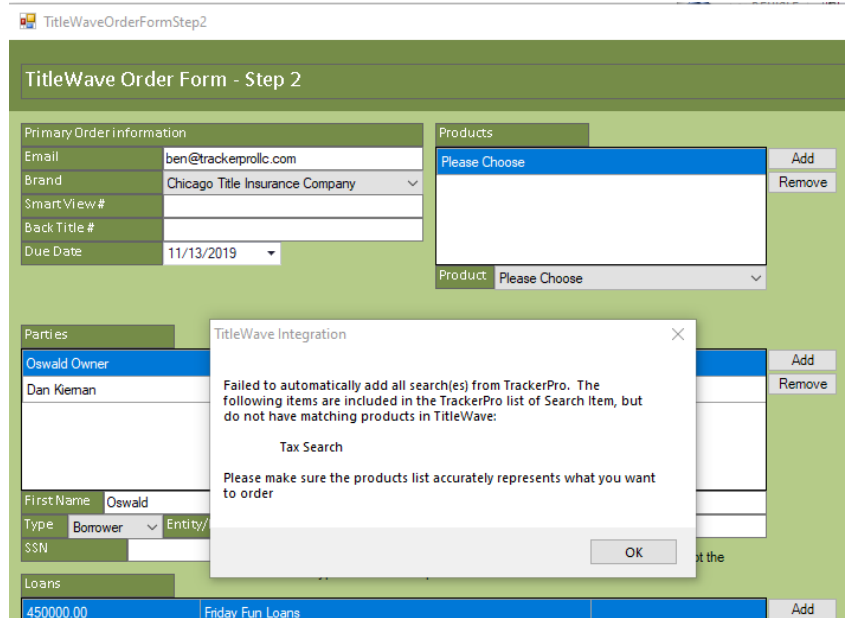 TitleWaveOrderFormStep2
TitleWave Order Form - Step 2
Primary Order information
Products
Email
ben@trackerprollc.com
Please Choose
Add
Brand
Chicago Title Insurance Company
Remove
SmartView #
Back Title #
Due Date
11/13/2019
Product
Please Choose
Parties
TitleWave Integration
Oswald Owner
Add
Dan Kiernan
Remove
Failed to automatically add all search(es) from TrackerPro. The
following items are included in the TrackerPro list of Search Item, but
do not have matching products in TitleWave:
Tax Search
Please make sure the products list accurately represents what you want
to order
First Name
Oswald
Type
Borrower
Entity/
SSN
OK
ot the
Loans
450000.00
Friday Fun Loans
Add